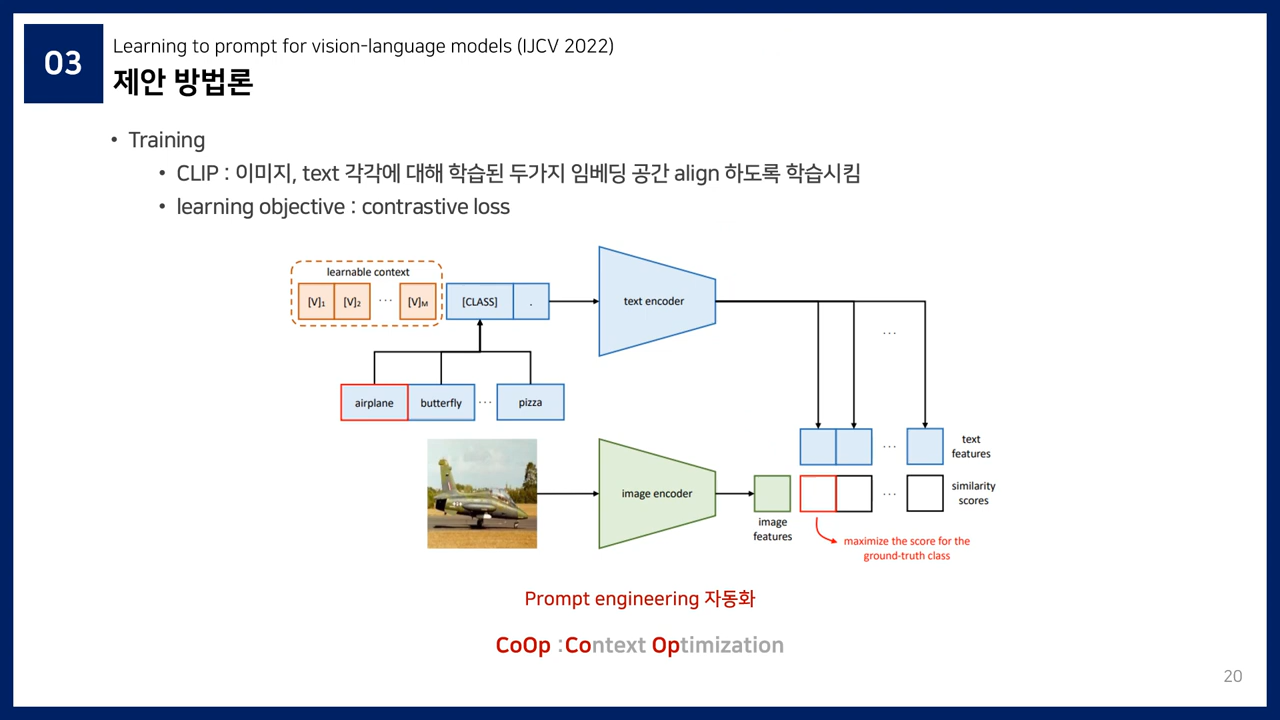 03
Learning to prompt for vision-language models (IJCV 2022)
제안 방법론
• Training
• CLIP : 이미지, text 각각에 대해 학습된 두가지 임베딩 공간 align 하도록 학습시킴
• learning objective : contrastive loss
learnable context
[V]₁ [V]₂ ... [V]M [CLASS] .
text encoder
...
airplane butterfly ... pizza
text
features
...
image encoder
similarity
scores
...
image
features
maximize the score for the
ground-truth class
Prompt engineering 자동화
CoOp : Context Optimization
20